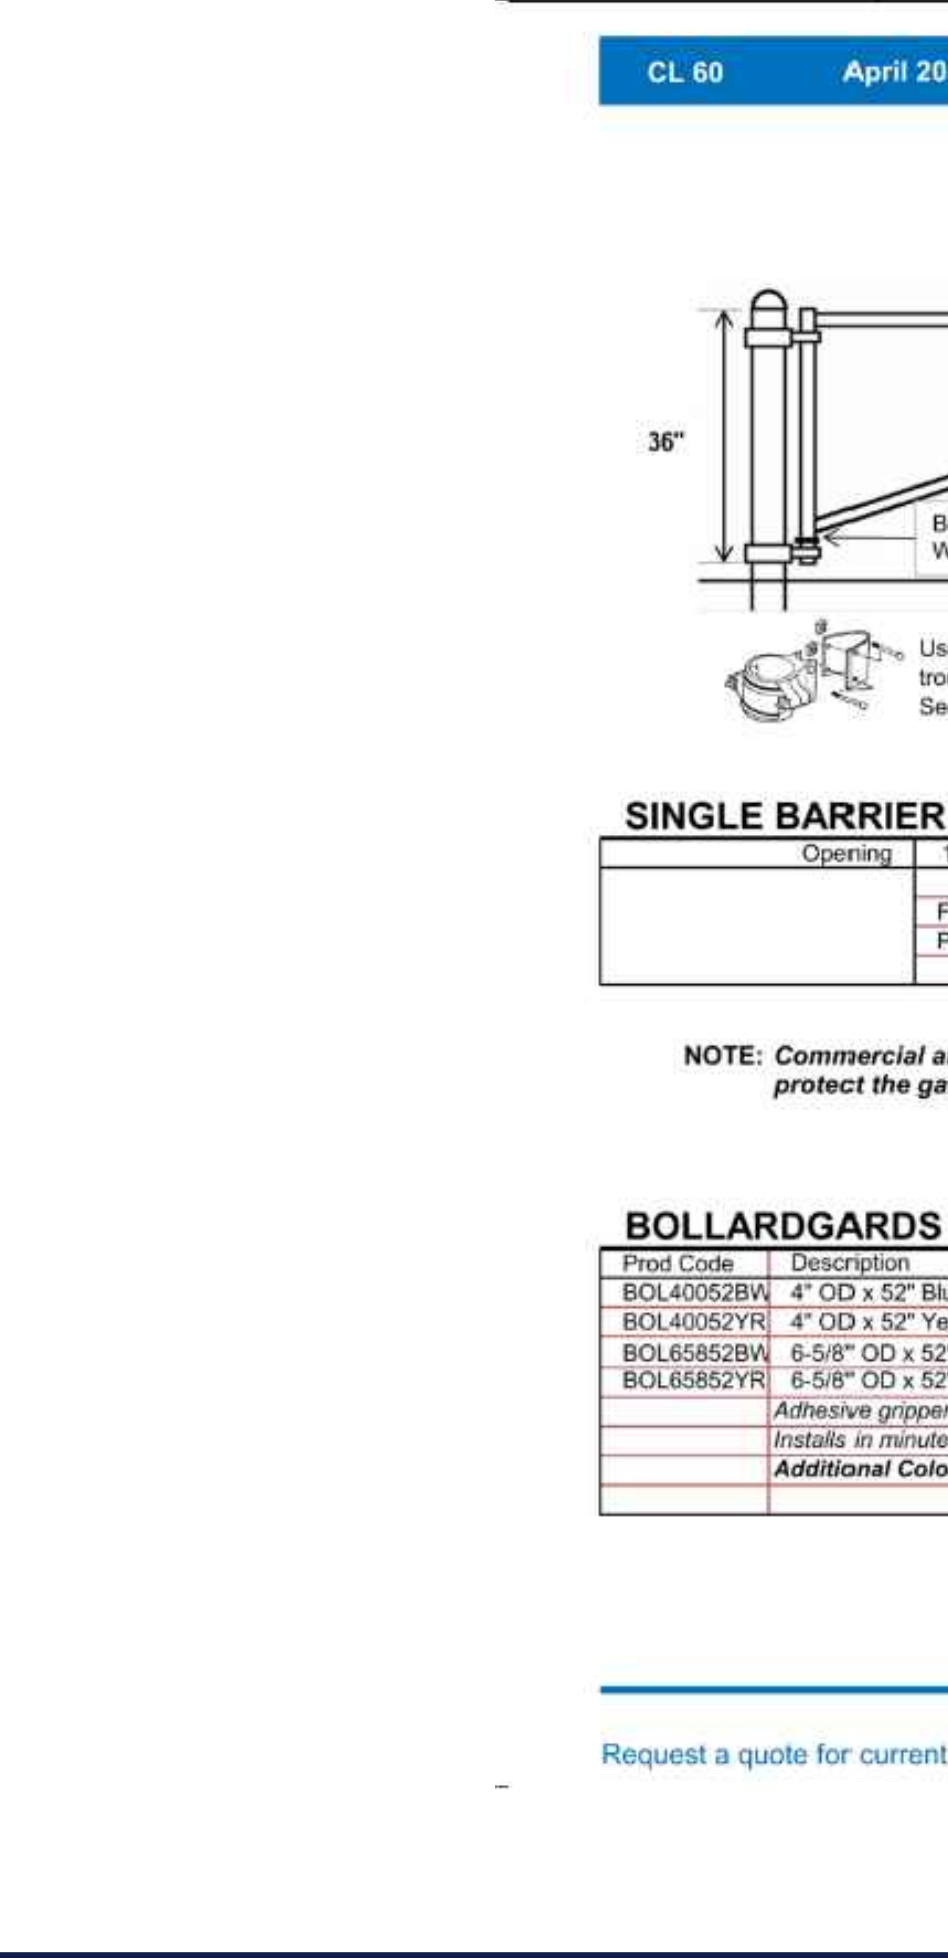 CL 60 April 20
36"
B
W
Us
trou
Se
SINGLE BARRIER
Opening
NOTE: Commercial a
protect the ga
BOLLARDGARDS
Prod Code Description
BOL40052BW 4" OD x 52" Blu
BOL40052YR 4" OD x 52" Ye
BOL65852BW 6-5/8" OD x 52"
BOL65852YR 6-5/8" OD x 52"
Adhesive gripper
Installs in minute
Additional Colo
Request a quote for current